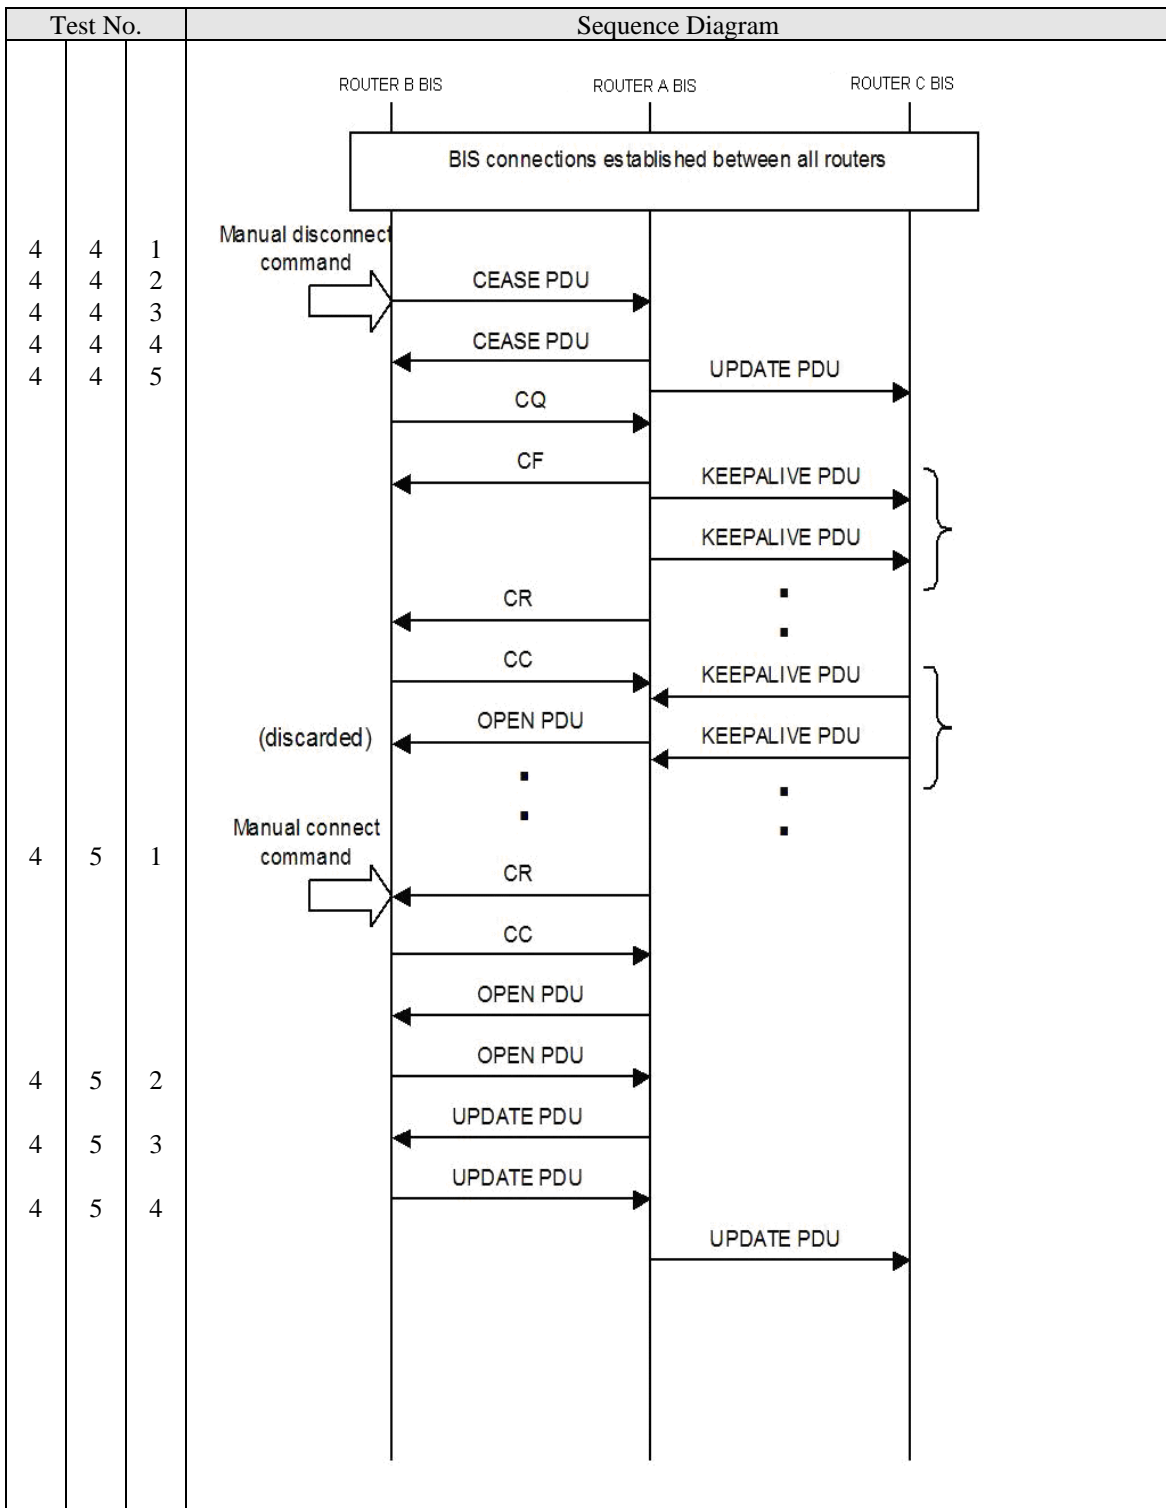 Test No. Sequence Diagram
ROUTER B BIS ROUTER A BIS ROUTER C BIS
BIS connections established between all routers
Manual disconnect
4 4 1 command
4 4 2 CEASE PDU
4 4 3
4 4 4 CEASE PDU
4 4 5 UPDATE PDU
CQ
CF KEEPALIVE PDU
KEEPALIVE PDU
CR
CC KEEPALIVE PDU
OPEN PDU
(discarded) KEEPALIVE PDU
Manual connect
4 5 1 command
CR
CC
OPEN PDU
OPEN PDU
4 5 2
UPDATE PDU
4 5 3
UPDATE PDU
4 5 4
UPDATE PDU